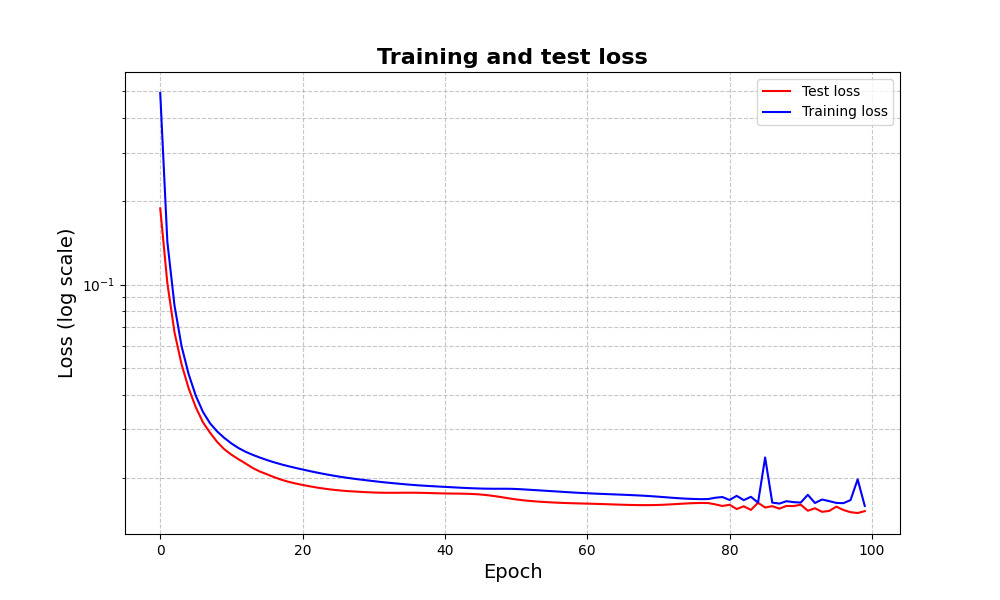 Training and test loss
Test loss
Training loss
Loss (log scale)
10⁻¹
0 20 40 60 80 100
Epoch